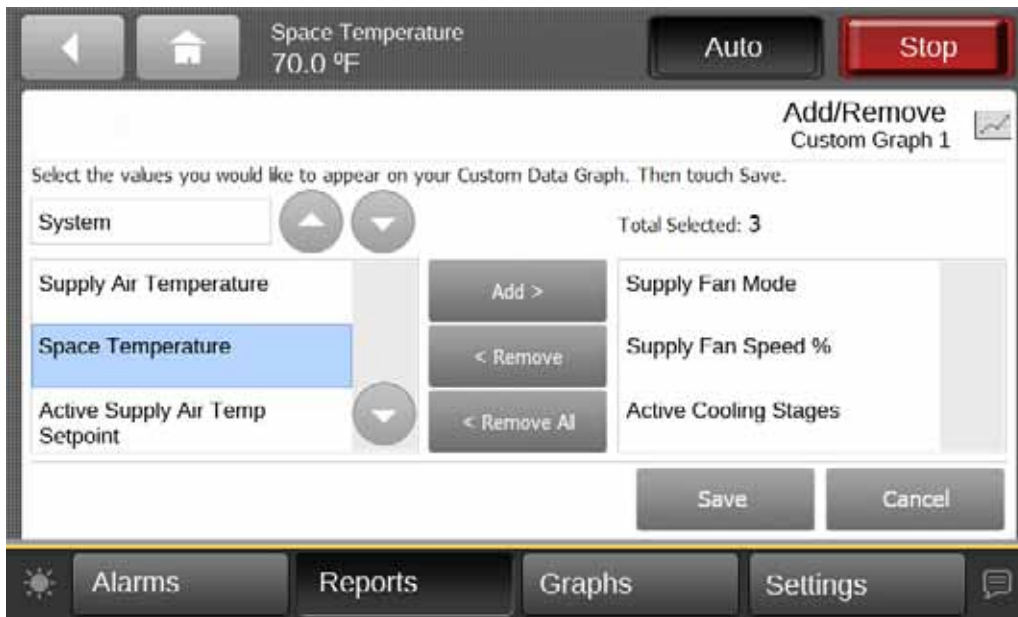 Space Temperature
70.0 ºF
Auto
Stop
Add/Remove
Custom Graph 1
Select the values you would like to appear on your Custom Data Graph. Then touch Save.
System
Total Selected: 3
Supply Air Temperature
Add >
Supply Fan Mode
Space Temperature
< Remove
Supply Fan Speed %
Active Supply Air Temp
Setpoint
< Remove All
Active Cooling Stages
Save
Cancel
Alarms
Reports
Graphs
Settings